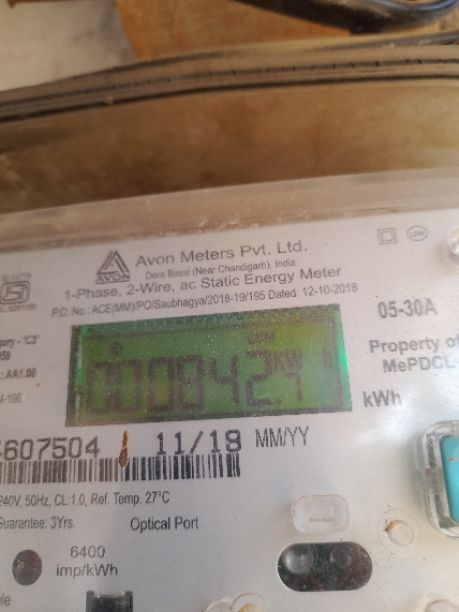 AVON
Avon Meters Pvt. Ltd.
Dera Bassi (Near Chandigarh), India
1-Phase, 2-Wire, ac Static Energy Meter
P.O. No.: ACE(MM)/PO/Saubhagya/2018-19/195 Dated: 12-10-2018
05-30A
Property of
MePDCL
kWh
000842
KW
607504
11/18 MM/YY
240V, 50Hz, CL:1.0, Ref. Temp. 27°C
Guarantee: 3Yrs.
Optical Port
6400
imp/kWh